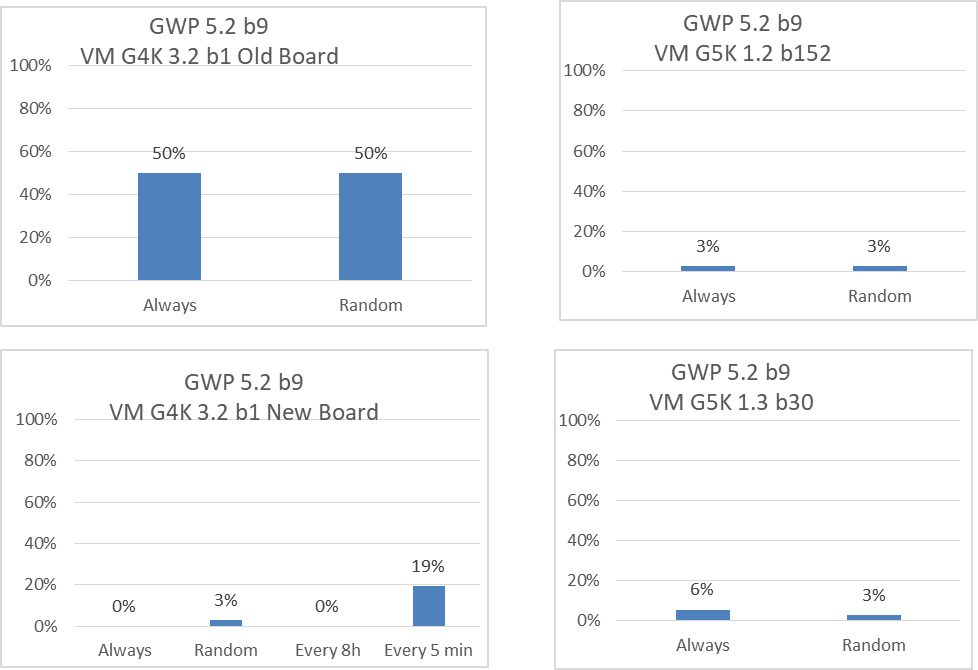 GWP 5.2 b9
VM G4K 3.2 b1 Old Board
100%
80%
60%
40%
20%
0%
50%
50%
Always
Random
GWP 5.2 b9
VM G5K 1.2 b152
100%
80%
60%
40%
20%
0%
3%
3%
Always
Random
GWP 5.2 b9
VM G4K 3.2 b1 New Board
100%
80%
60%
40%
20%
0%
0%
3%
0%
19%
Always
Random
Every 8h
Every 5 min
GWP 5.2 b9
VM G5K 1.3 b30
100%
80%
60%
40%
20%
0%
6%
3%
Always
Random